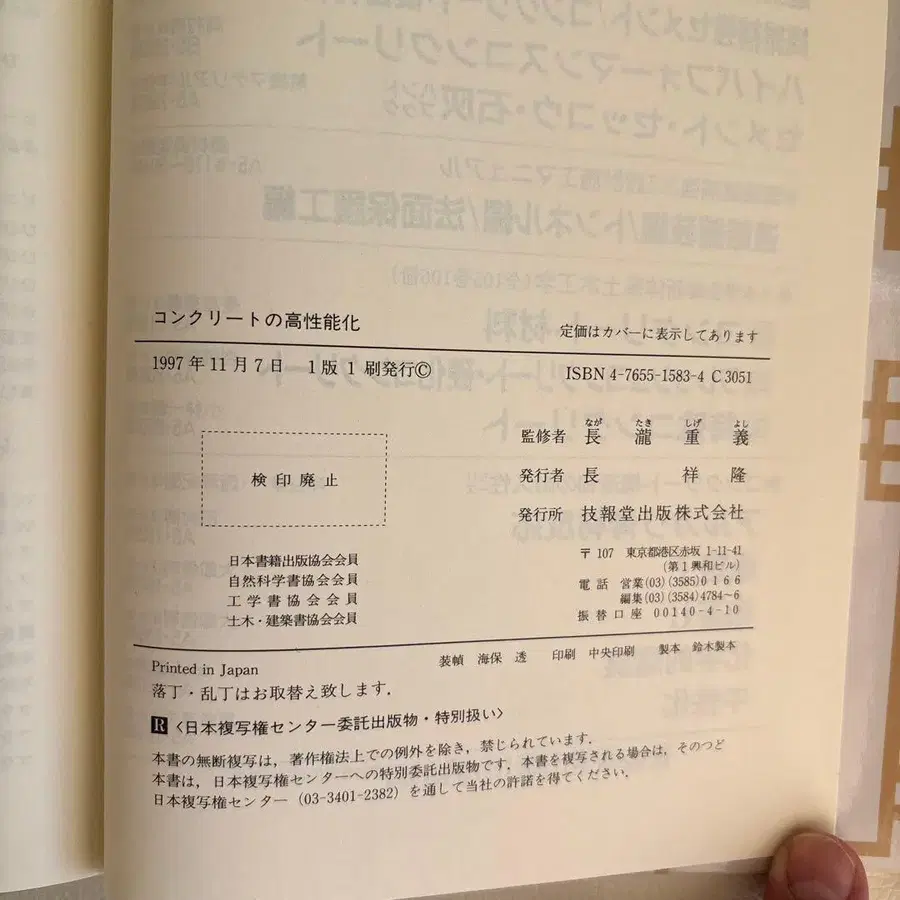 コンクリートの高性能化
定価はカバーに表示してあります
1997年11月7日 1版1刷発行Ⓒ
ISBN 4-7655-1583-4 C 3051
検印廃止
監修者 長瀧重義
なが たき しげ よし
発行者 長祥隆
発行所 技報堂出版株式会社
日本書籍出版協会会員
自然科学書協会会員
工学書協会会員
土木・建築書協会会員
〒107 東京都港区赤坂 1-11-41
(第1興和ビル)
電話 営業(03)(3585)0166
編集(03)(3584)4784~6
振替口座 00140-4-10
Printed in Japan
装幀 海保 透 印刷 中央印刷 製本 鈴木製本
落丁・乱丁はお取替え致します.
R〈日本複写権センター委託出版物・特別扱い〉
本書の無断複写は,著作権法上での例外を除き,禁じられています.
本書は,日本複写権センターへの特別委託出版物です.本書を複写される場合は,そのつど
日本複写権センター (03-3401-2382) を通して当社の許諾を得てください.